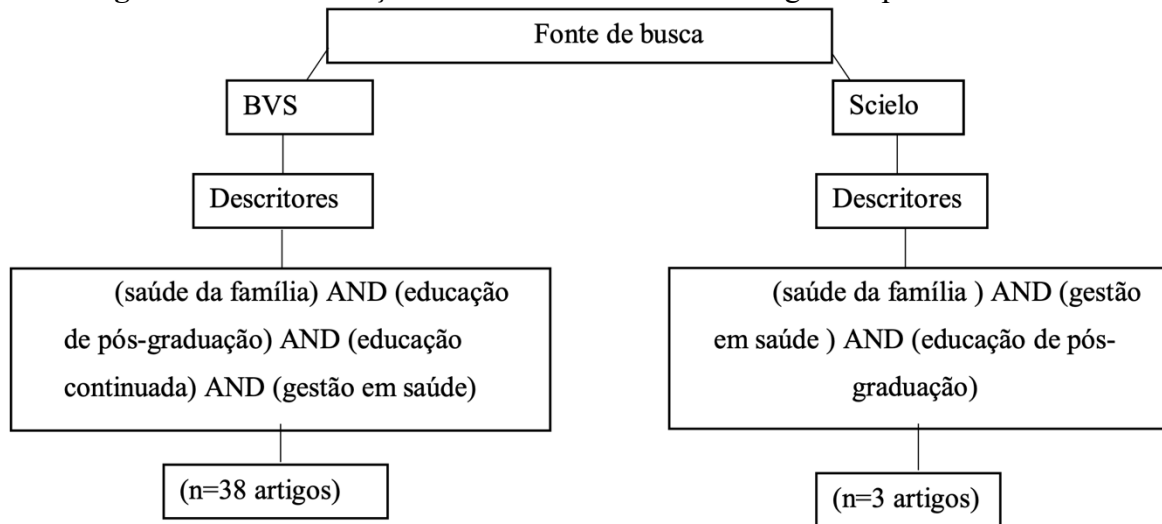 Fonte de busca
BVS
Scielo
Descritores
Descritores
(saúde da família) AND (educação
de pós-graduação) AND (educação
continuada) AND (gestão em saúde)
(saúde da família ) AND (gestão
em saúde ) AND (educação de pós-
graduação)
(n=38 artigos)
(n=3 artigos)